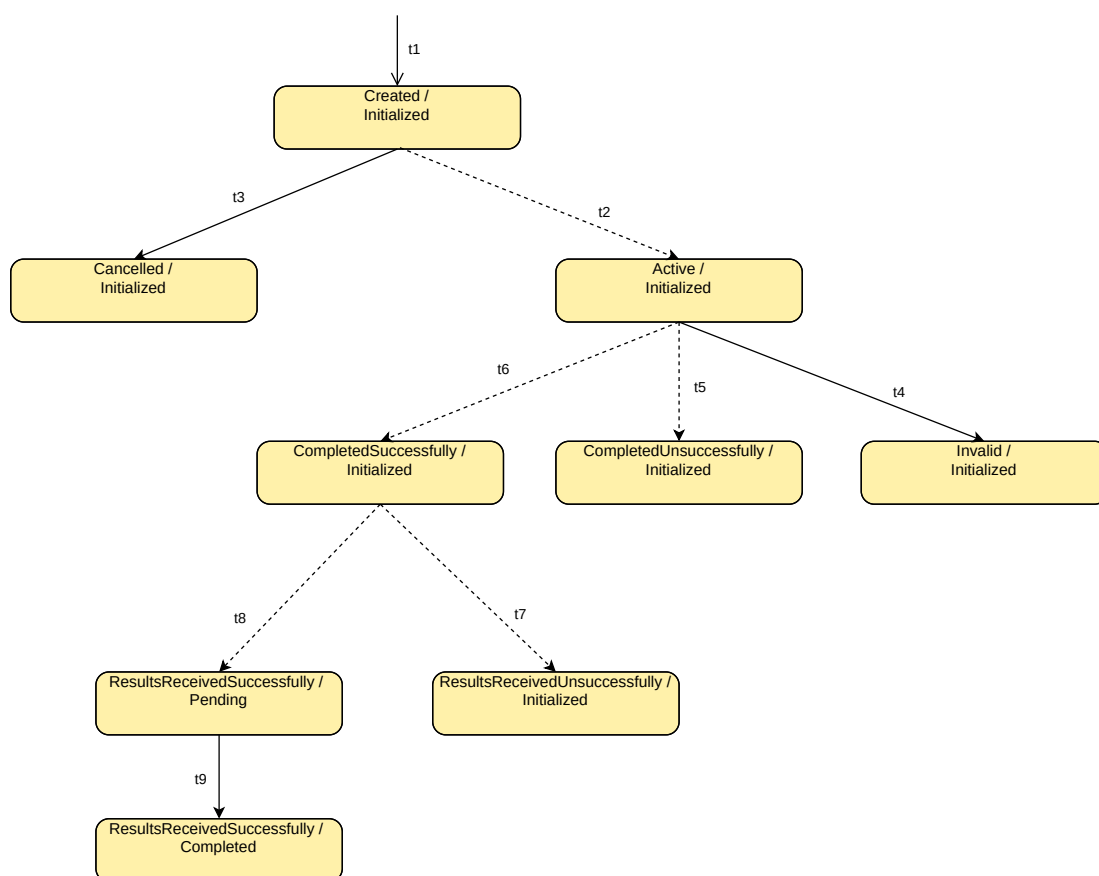 t1
Created /
Initialized
t3
t2
Cancelled /
Initialized
Active /
Initialized
t6
t5
t4
CompletedSuccessfully /
Initialized
CompletedUnsuccessfully /
Initialized
Invalid /
Initialized
t8
t7
ResultsReceivedSuccessfully /
Pending
ResultsReceivedUnsuccessfully /
Initialized
t9
ResultsReceivedSuccessfully /
Completed